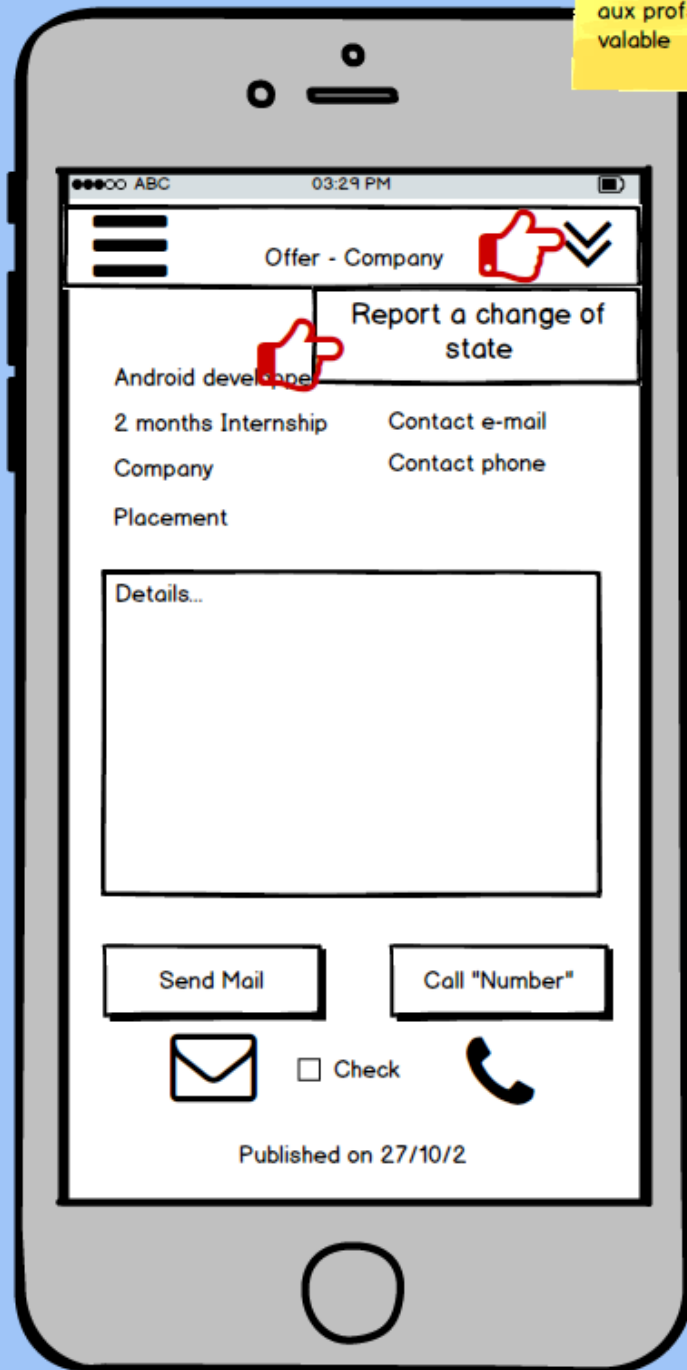 aux prof
valable
ABC 03:29 PM
Offer - Company
Report a change of
state
Android developpe
2 months Internship
Contact e-mail
Company
Contact phone
Placement
Details...
Send Mail
Call "Number"
Check
Published on 27/10/2